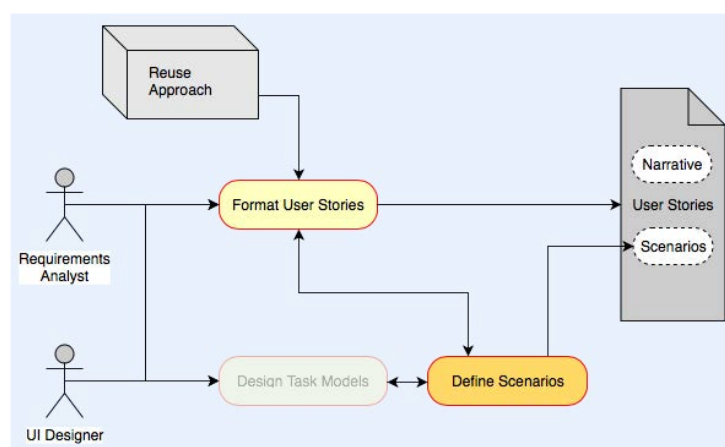 Reuse
Approach
Narrative
Format User Stories
User Stories
Scenarios
Requirements
Analyst
Design Task Models
Define Scenarios
UI Designer